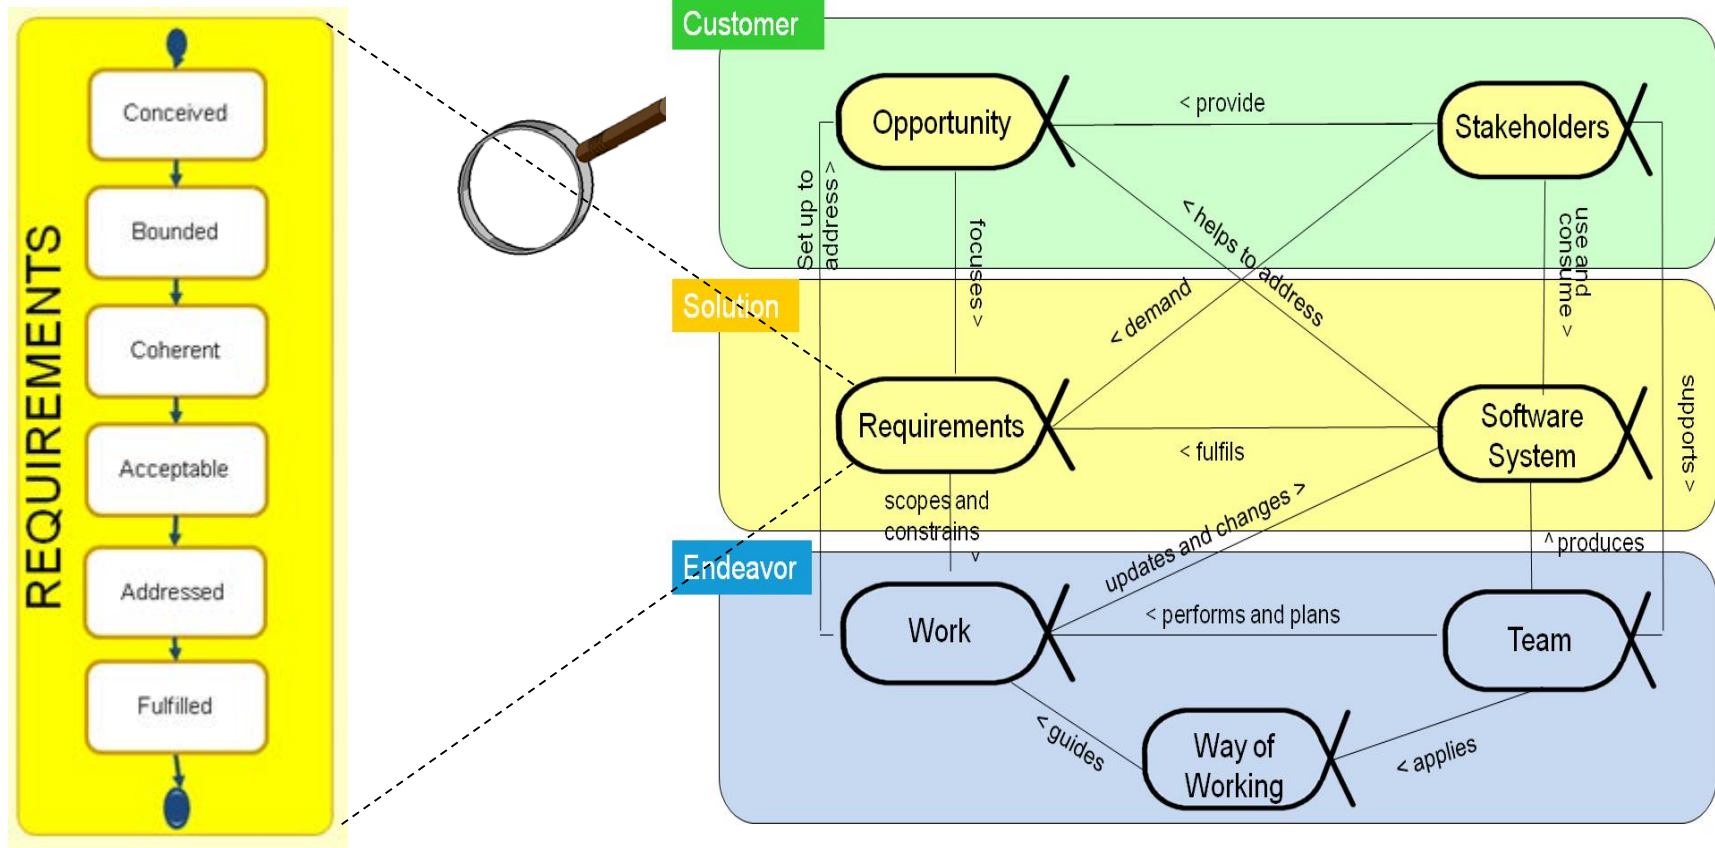 REQUIREMENTS
Conceived
Bounded
Coherent
Acceptable
Addressed
Fulfilled
Customer
Opportunity
< provide
Stakeholders
Set up to
address >
focuses >
< helps to address
< demand
use and
consume >
Solution
Requirements
< fulfils
Software
System
supports >
scopes and
constrains
^
updates and changes >
^ produces
Endeavor
Work
< performs and plans
Team
< guides
Way of
Working
< applies